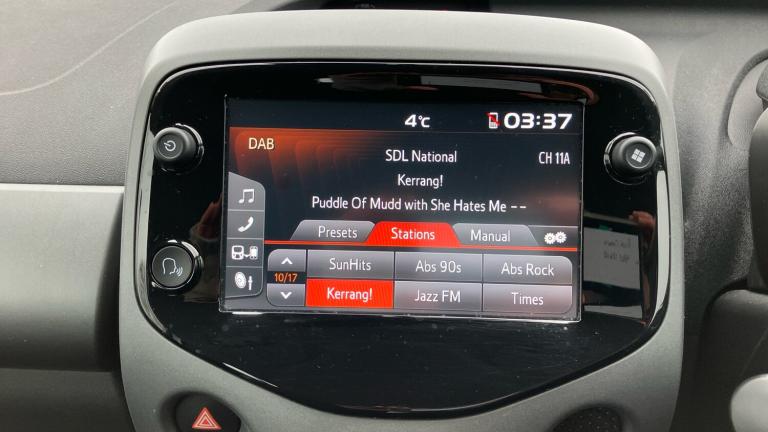 4°C 03:37
DAB
SDL National CH 11A
Kerrang!
Puddle Of Mudd with She Hates Me --
Presets Stations Manual
SunHits Abs 90s Abs Rock
10/17
Kerrang! Jazz FM Times